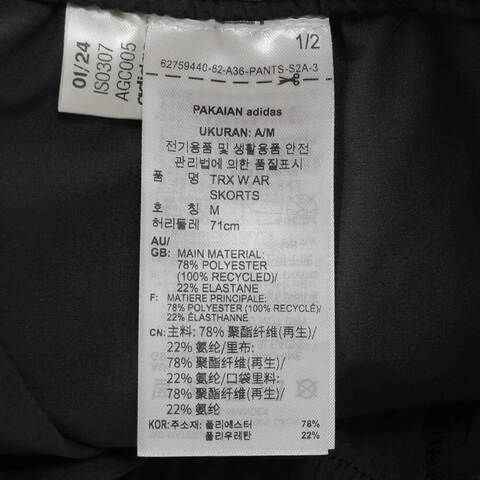 01/24
IS0307
AGC005
adidas
1/2
62759440-62-A36-PANTS-S2A-3
PAKAIAN adidas
UKURAN: A/M
전기용품 및 생활용품 안전
관리법에 의한 품질표시
품 명 TRX W AR
SKORTS
호 칭 M
허리둘레 71cm
AU/
GB: MAIN MATERIAL:
78% POLYESTER
(100% RECYCLED)/
22% ELASTANE
F: MATIERE PRINCIPALE:
78% POLYESTER (100% RECYCLED)/
22% ÉLASTHANNE
CN: 主料: 78% 聚酯纤维(再生)/
22% 氨纶/里布:
78% 聚酯纤维(再生)/
22% 氨纶/口袋里料:
78% 聚酯纤维(再生)/
22% 氨纶
KOR: 주소재: 폴리에스터 78%
폴리우레탄 22%